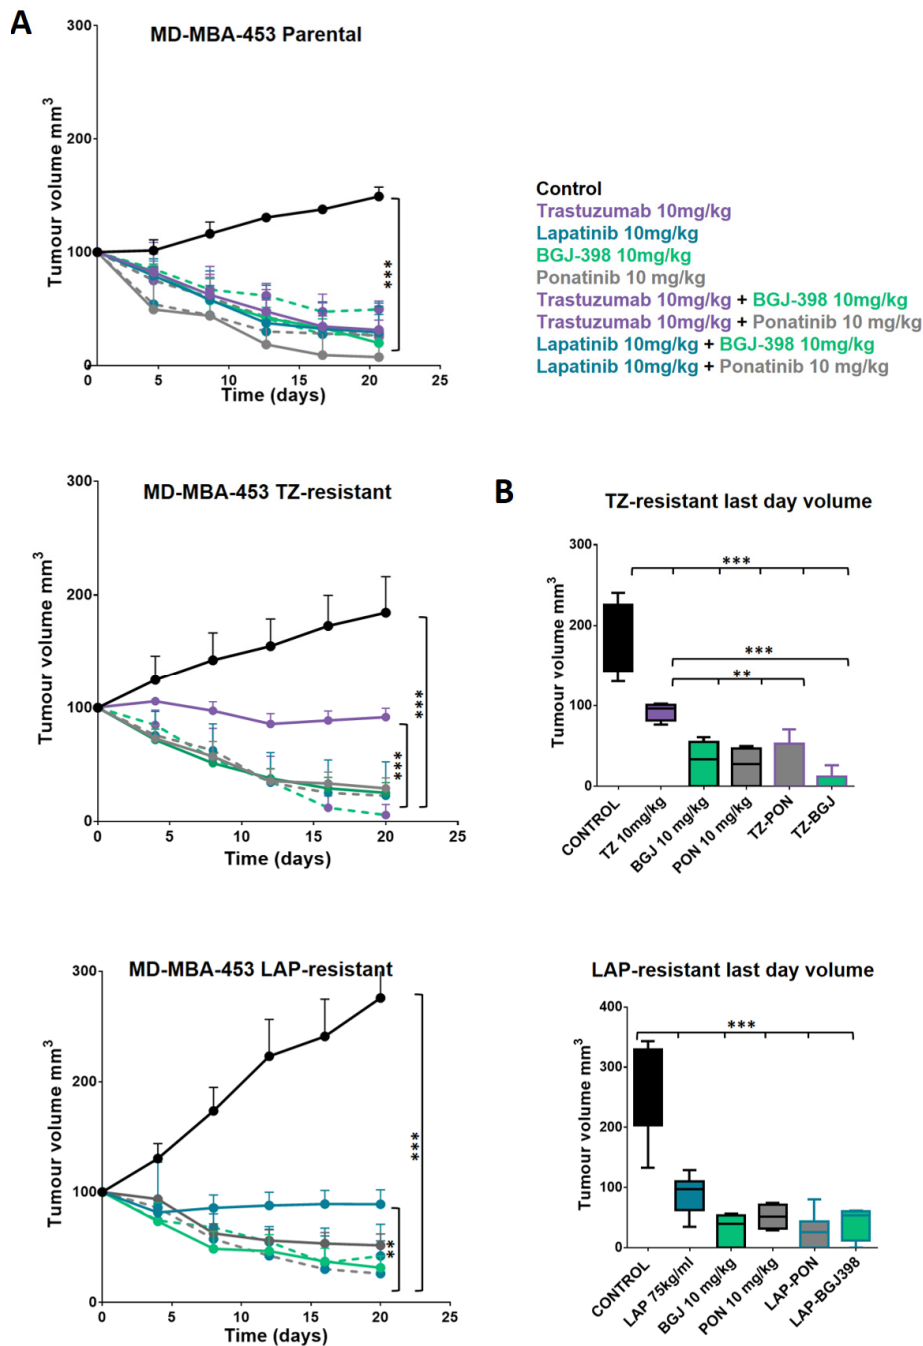 A
MD-MBA-453 Parental
300
200
100
0
Tumour volume mm3
***
0 5 10 15 20 25
Time (days)
Control
Trastuzumab 10mg/kg
Lapatinib 10mg/kg
BGJ-398 10mg/kg
Ponatinib 10 mg/kg
Trastuzumab 10mg/kg + BGJ-398 10mg/kg
Trastuzumab 10mg/kg + Ponatinib 10 mg/kg
Lapatinib 10mg/kg + BGJ-398 10mg/kg
Lapatinib 10mg/kg + Ponatinib 10 mg/kg
MD-MBA-453 TZ-resistant
300
200
100
0
Tumour volume mm3
***
***
0 5 10 15 20 25
Time (days)
B
TZ-resistant last day volume
300
200
100
0
Tumour volume mm3
***
***
**
CONTROL
TZ 10mg/kg
BGJ 10 mg/kg
PON 10 mg/kg
TZ-PON
TZ-BGJ
MD-MBA-453 LAP-resistant
300
200
100
0
Tumour volume mm3
***
**
0 5 10 15 20 25
Time (days)
LAP-resistant last day volume
400
300
200
100
0
Tumour volume mm3
***
CONTROL
LAP 75kg/ml
BGJ 10 mg/kg
PON 10 mg/kg
LAP-PON
LAP-BGJ398